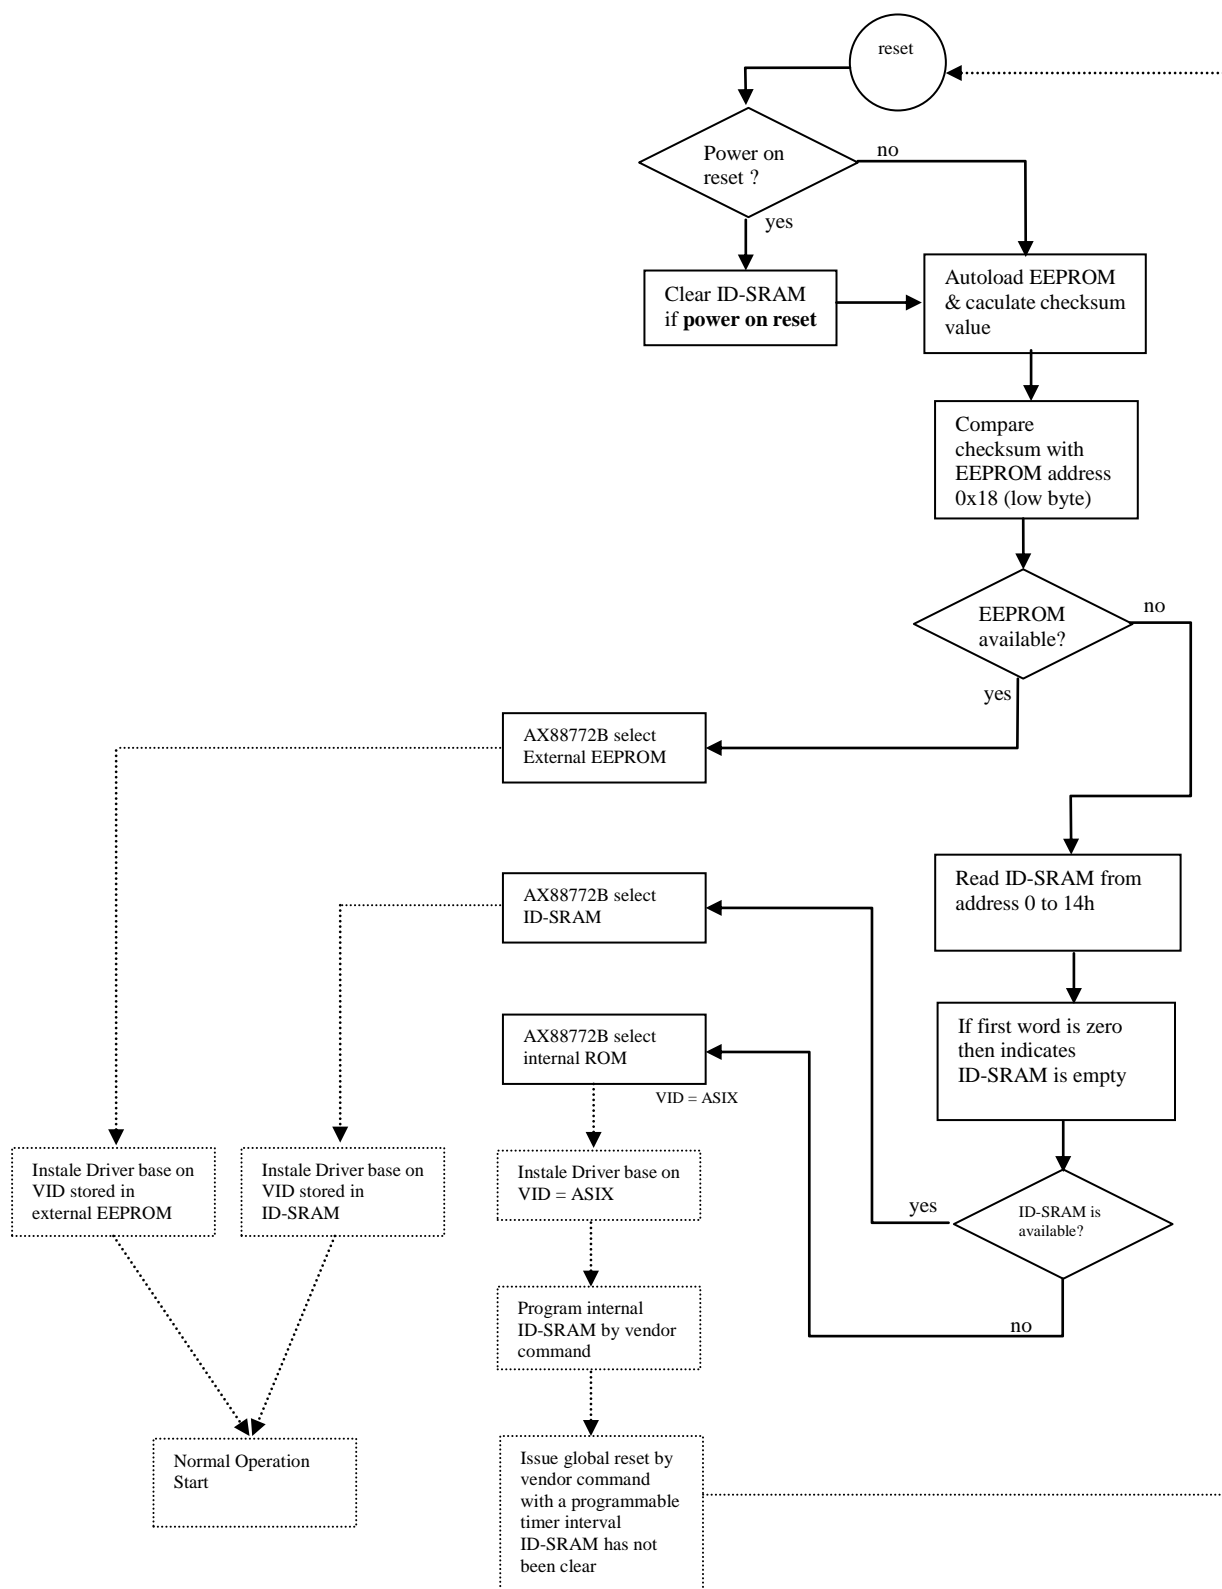 reset
Power on
reset ?
no
yes
Clear ID-SRAM
if power on reset
Autoload EEPROM
& caculate checksum
value
Compare
checksum with
EEPROM address
0x18 (low byte)
EEPROM
available?
no
yes
AX88772B select
External EEPROM
Read ID-SRAM from
address 0 to 14h
AX88772B select
ID-SRAM
If first word is zero
then indicates
ID-SRAM is empty
AX88772B select
internal ROM
VID = ASIX
Instale Driver base on
VID stored in
external EEPROM
Instale Driver base on
VID stored in
ID-SRAM
Instale Driver base on
VID = ASIX
yes
ID-SRAM is
available?
no
Program internal
ID-SRAM by vendor
command
Normal Operation
Start
Issue global reset by
vendor command
with a programmable
timer interval
ID-SRAM has not
been clear